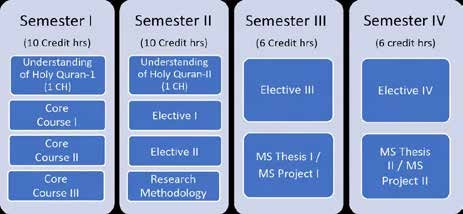 Semester I
(10 Credit hrs)
Understanding
of Holy Quran-1
(1 CH)
Core
Course I
Core
Course II
Core
Course III
Semester II
(10 Credit hrs)
Understanding
of Holy Quran-II
(1 CH)
Elective I
Elective II
Research
Methodology
Semester III
(6 Credit hrs)
Elective III
MS Thesis I /
MS Project I
Semester IV
(6 credit hrs)
Elective IV
MS Thesis
II / MS
Project II